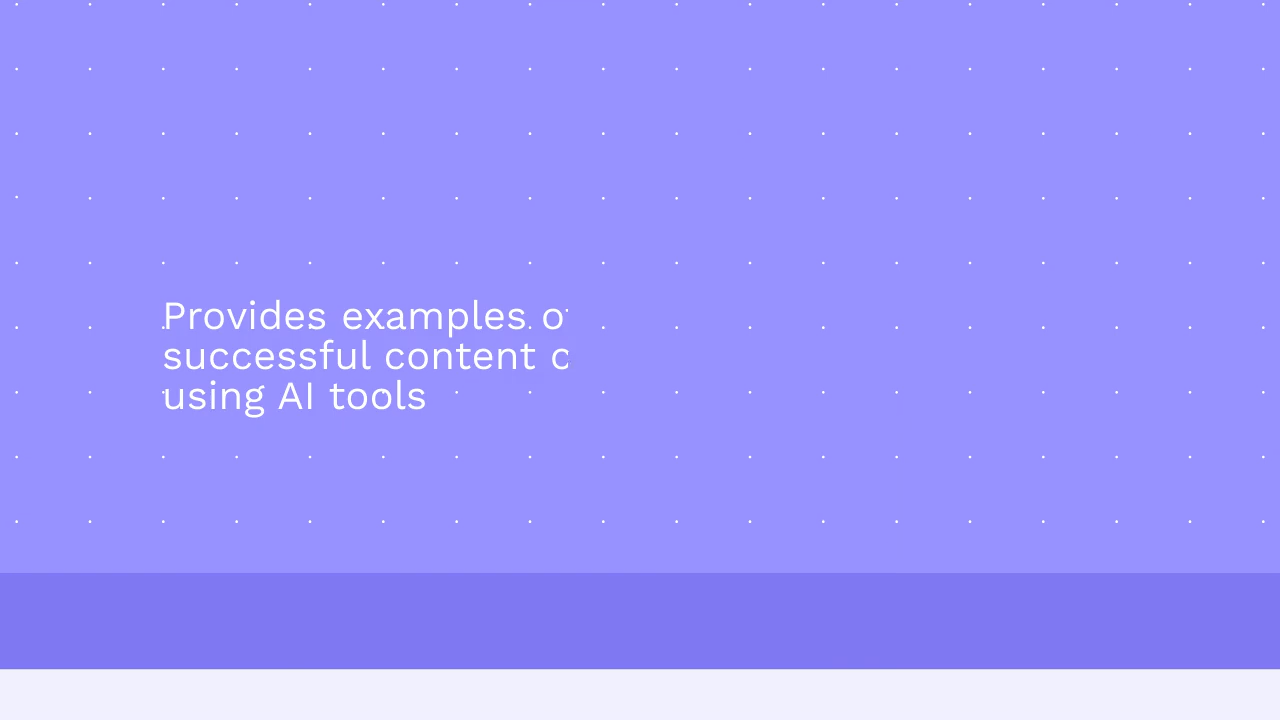 Provides examples
successful content
using AI tools